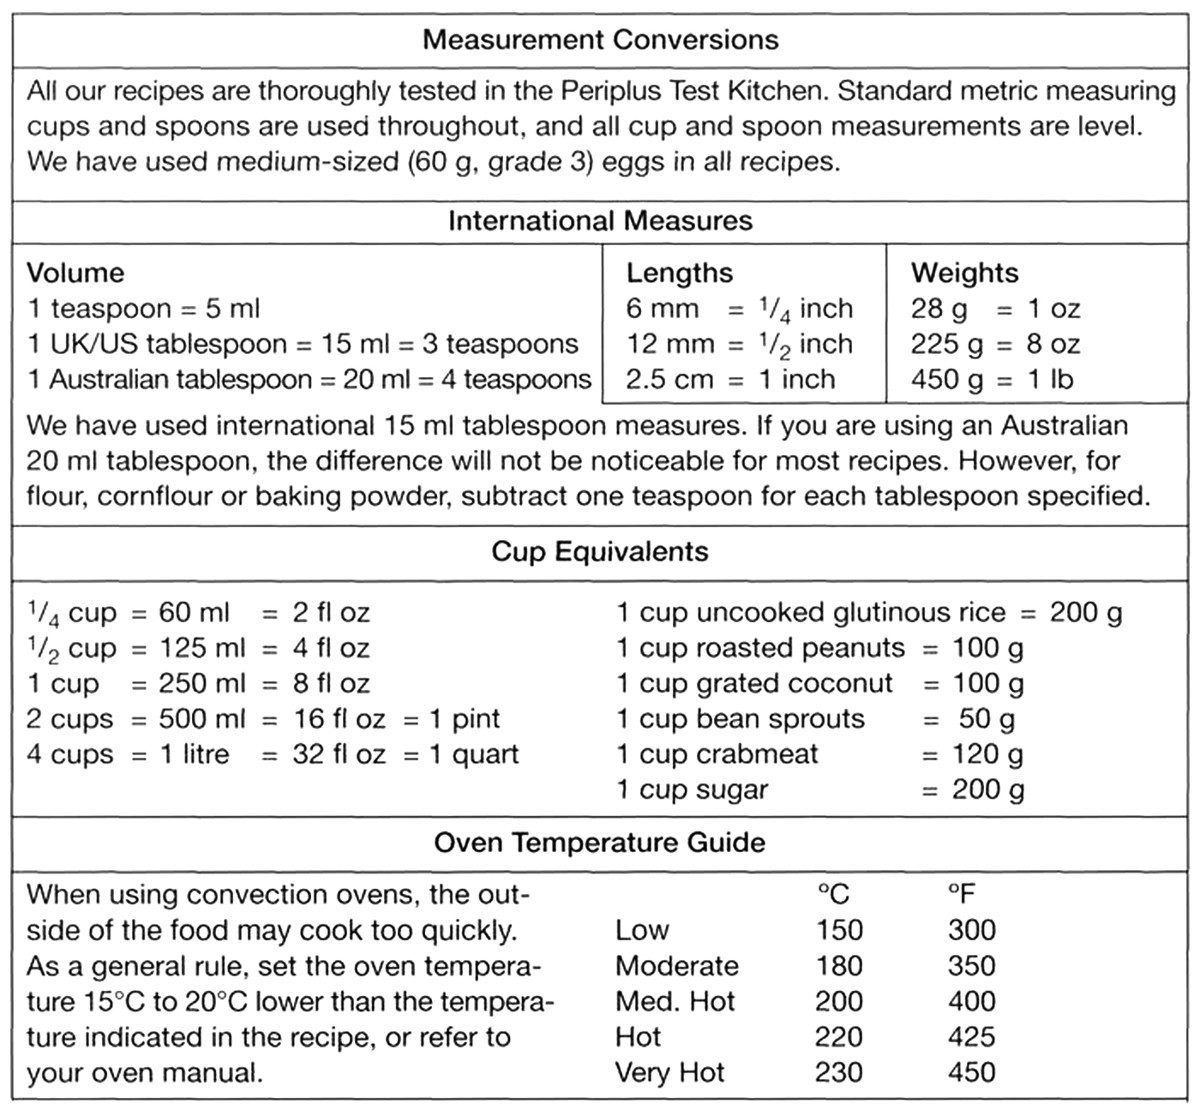 Measurement Conversions
All our recipes are thoroughly tested in the Periplus Test Kitchen. Standard metric measuring
cups and spoons are used throughout, and all cup and spoon measurements are level.
We have used medium-sized (60 g, grade 3) eggs in all recipes.
International Measures
Volume
1 teaspoon = 5 ml
1 UK/US tablespoon = 15 ml = 3 teaspoons
1 Australian tablespoon = 20 ml = 4 teaspoons
Lengths
6 mm = 1/4 inch
12 mm = 1/2 inch
2.5 cm = 1 inch
Weights
28 g = 1 oz
225 g = 8 oz
450 g = 1 lb
We have used international 15 ml tablespoon measures. If you are using an Australian
20 ml tablespoon, the difference will not be noticeable for most recipes. However, for
flour, cornflour or baking powder, subtract one teaspoon for each tablespoon specified.
Cup Equivalents
1/4 cup = 60 ml = 2 fl oz
1/2 cup = 125 ml = 4 fl oz
1 cup = 250 ml = 8 fl oz
2 cups = 500 ml = 16 fl oz = 1 pint
4 cups = 1 litre = 32 fl oz = 1 quart
1 cup uncooked glutinous rice = 200 g
1 cup roasted peanuts = 100 g
1 cup grated coconut = 100 g
1 cup bean sprouts = 50 g
1 cup crabmeat = 120 g
1 cup sugar = 200 g
Oven Temperature Guide
When using convection ovens, the out-
side of the food may cook too quickly.
As a general rule, set the oven tempera-
ture 15°C to 20°C lower than the tempera-
ture indicated in the recipe, or refer to
your oven manual.
°C °F
Low 150 300
Moderate 180 350
Med. Hot 200 400
Hot 220 425
Very Hot 230 450